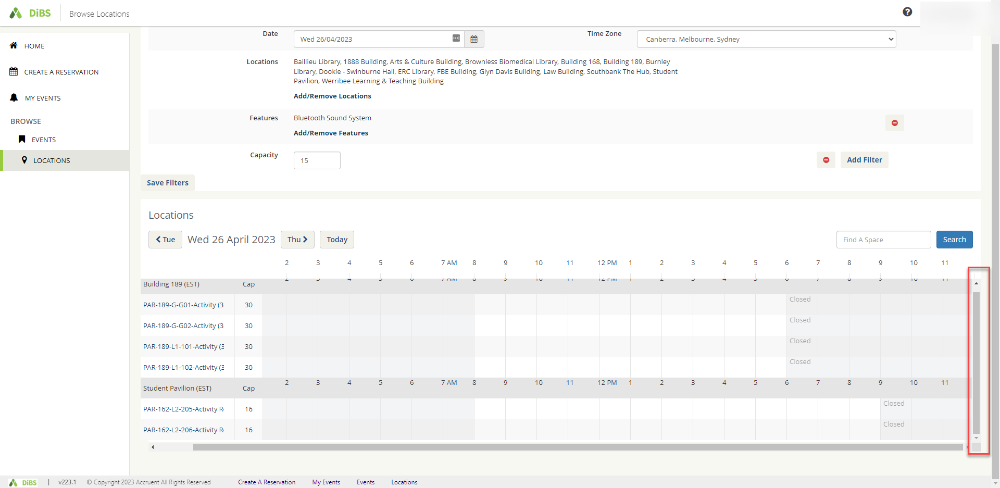 DiBS Browse Locations
HOME
CREATE A RESERVATION
MY EVENTS
BROWSE
EVENTS
LOCATIONS
Date Wed 26/04/2023 Time Zone Canberra, Melbourne, Sydney
Locations Baillieu Library, 1888 Building, Arts & Culture Building, Brownless Biomedical Library, Building 168, Building 189, Burnley
Library, Dookie - Swinburne Hall, ERC Library, FBE Building, Glyn Davis Building, Law Building, Southbank The Hub, Student
Pavilion, Werribee Learning & Teaching Building
Add/Remove Locations
Features Bluetooth Sound System
Add/Remove Features
Capacity 15 Add Filter
Save Filters
Locations
Tue Wed 26 April 2023 Thu Today Find A Space Search
2 3 4 5 6 7 AM 8 9 10 11 12 PM 1 2 3 4 5 6 7 8 9 10 11
2 3 4 5 6 7 AM 8 9 10 11 12 PM 1 2 3 4 5 6 7 8 9 10 11
Building 189 (EST) Cap
PAR-189-G-G01-Activity (3 30 Closed
PAR-189-G-G02-Activity (3 30 Closed
PAR-189-L1-101-Activity (3 30 Closed
PAR-189-L1-102-Activity (3 30 Closed
Student Pavilion (EST) Cap 2 3 4 5 6 7 AM 8 9 10 11 12 PM 1 2 3 4 5 6 7 8 9 10 11
PAR-162-L2-205-Activity R 16 Closed
PAR-162-L2-206-Activity R 16 Closed
DiBS | v223.1 © Copyright 2023 Accruent All Rights Reserved Create A Reservation My Events Events Locations